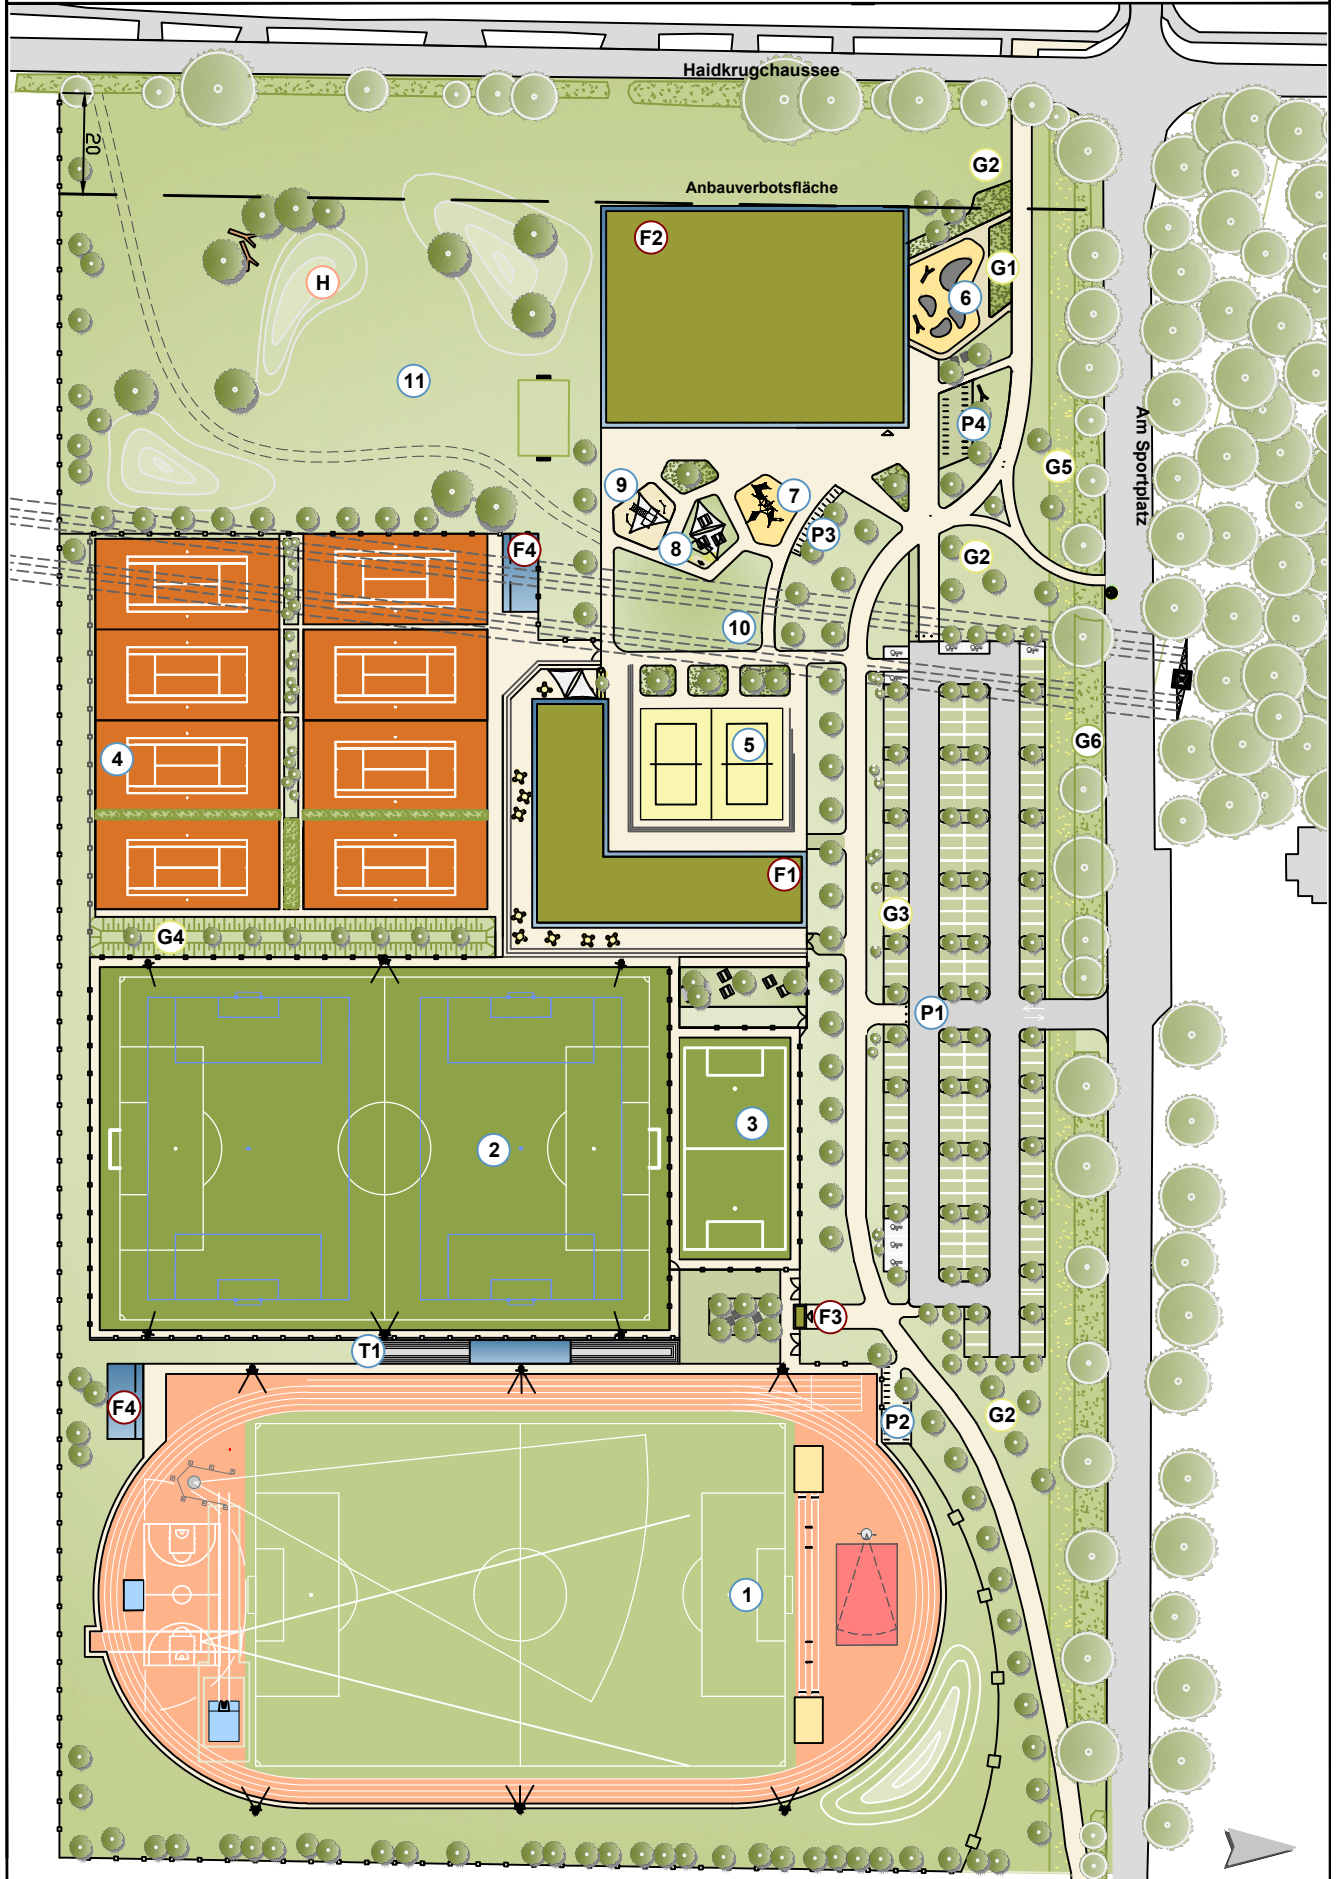 Haidkrugchaussee
20
G2
Anbauverbotsfläche
F2
G1
H
6
11
P4
Am Sportplatz
G5
9
7
P3
F4
8
G2
10
5
G6
4
F1
G3
G4
P1
3
2
F3
T1
F4
P2
G2
1